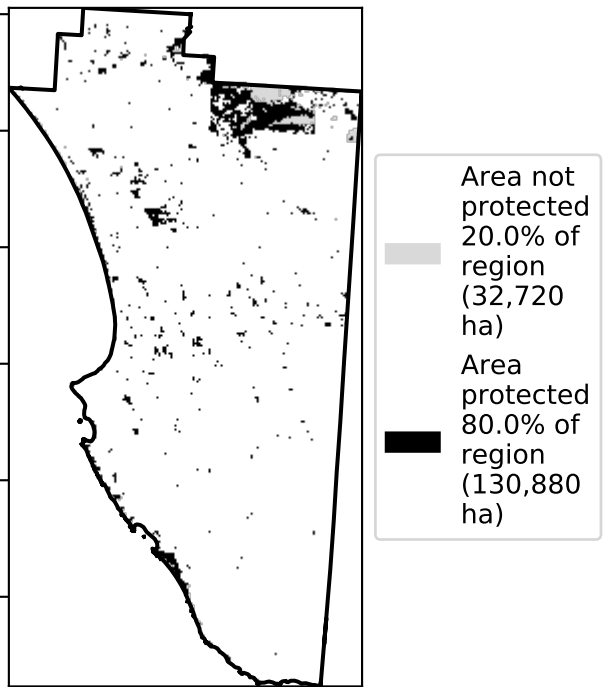 Area not
protected
20.0% of
region
(32,720
ha)
Area
protected
80.0% of
region
(130,880
ha)